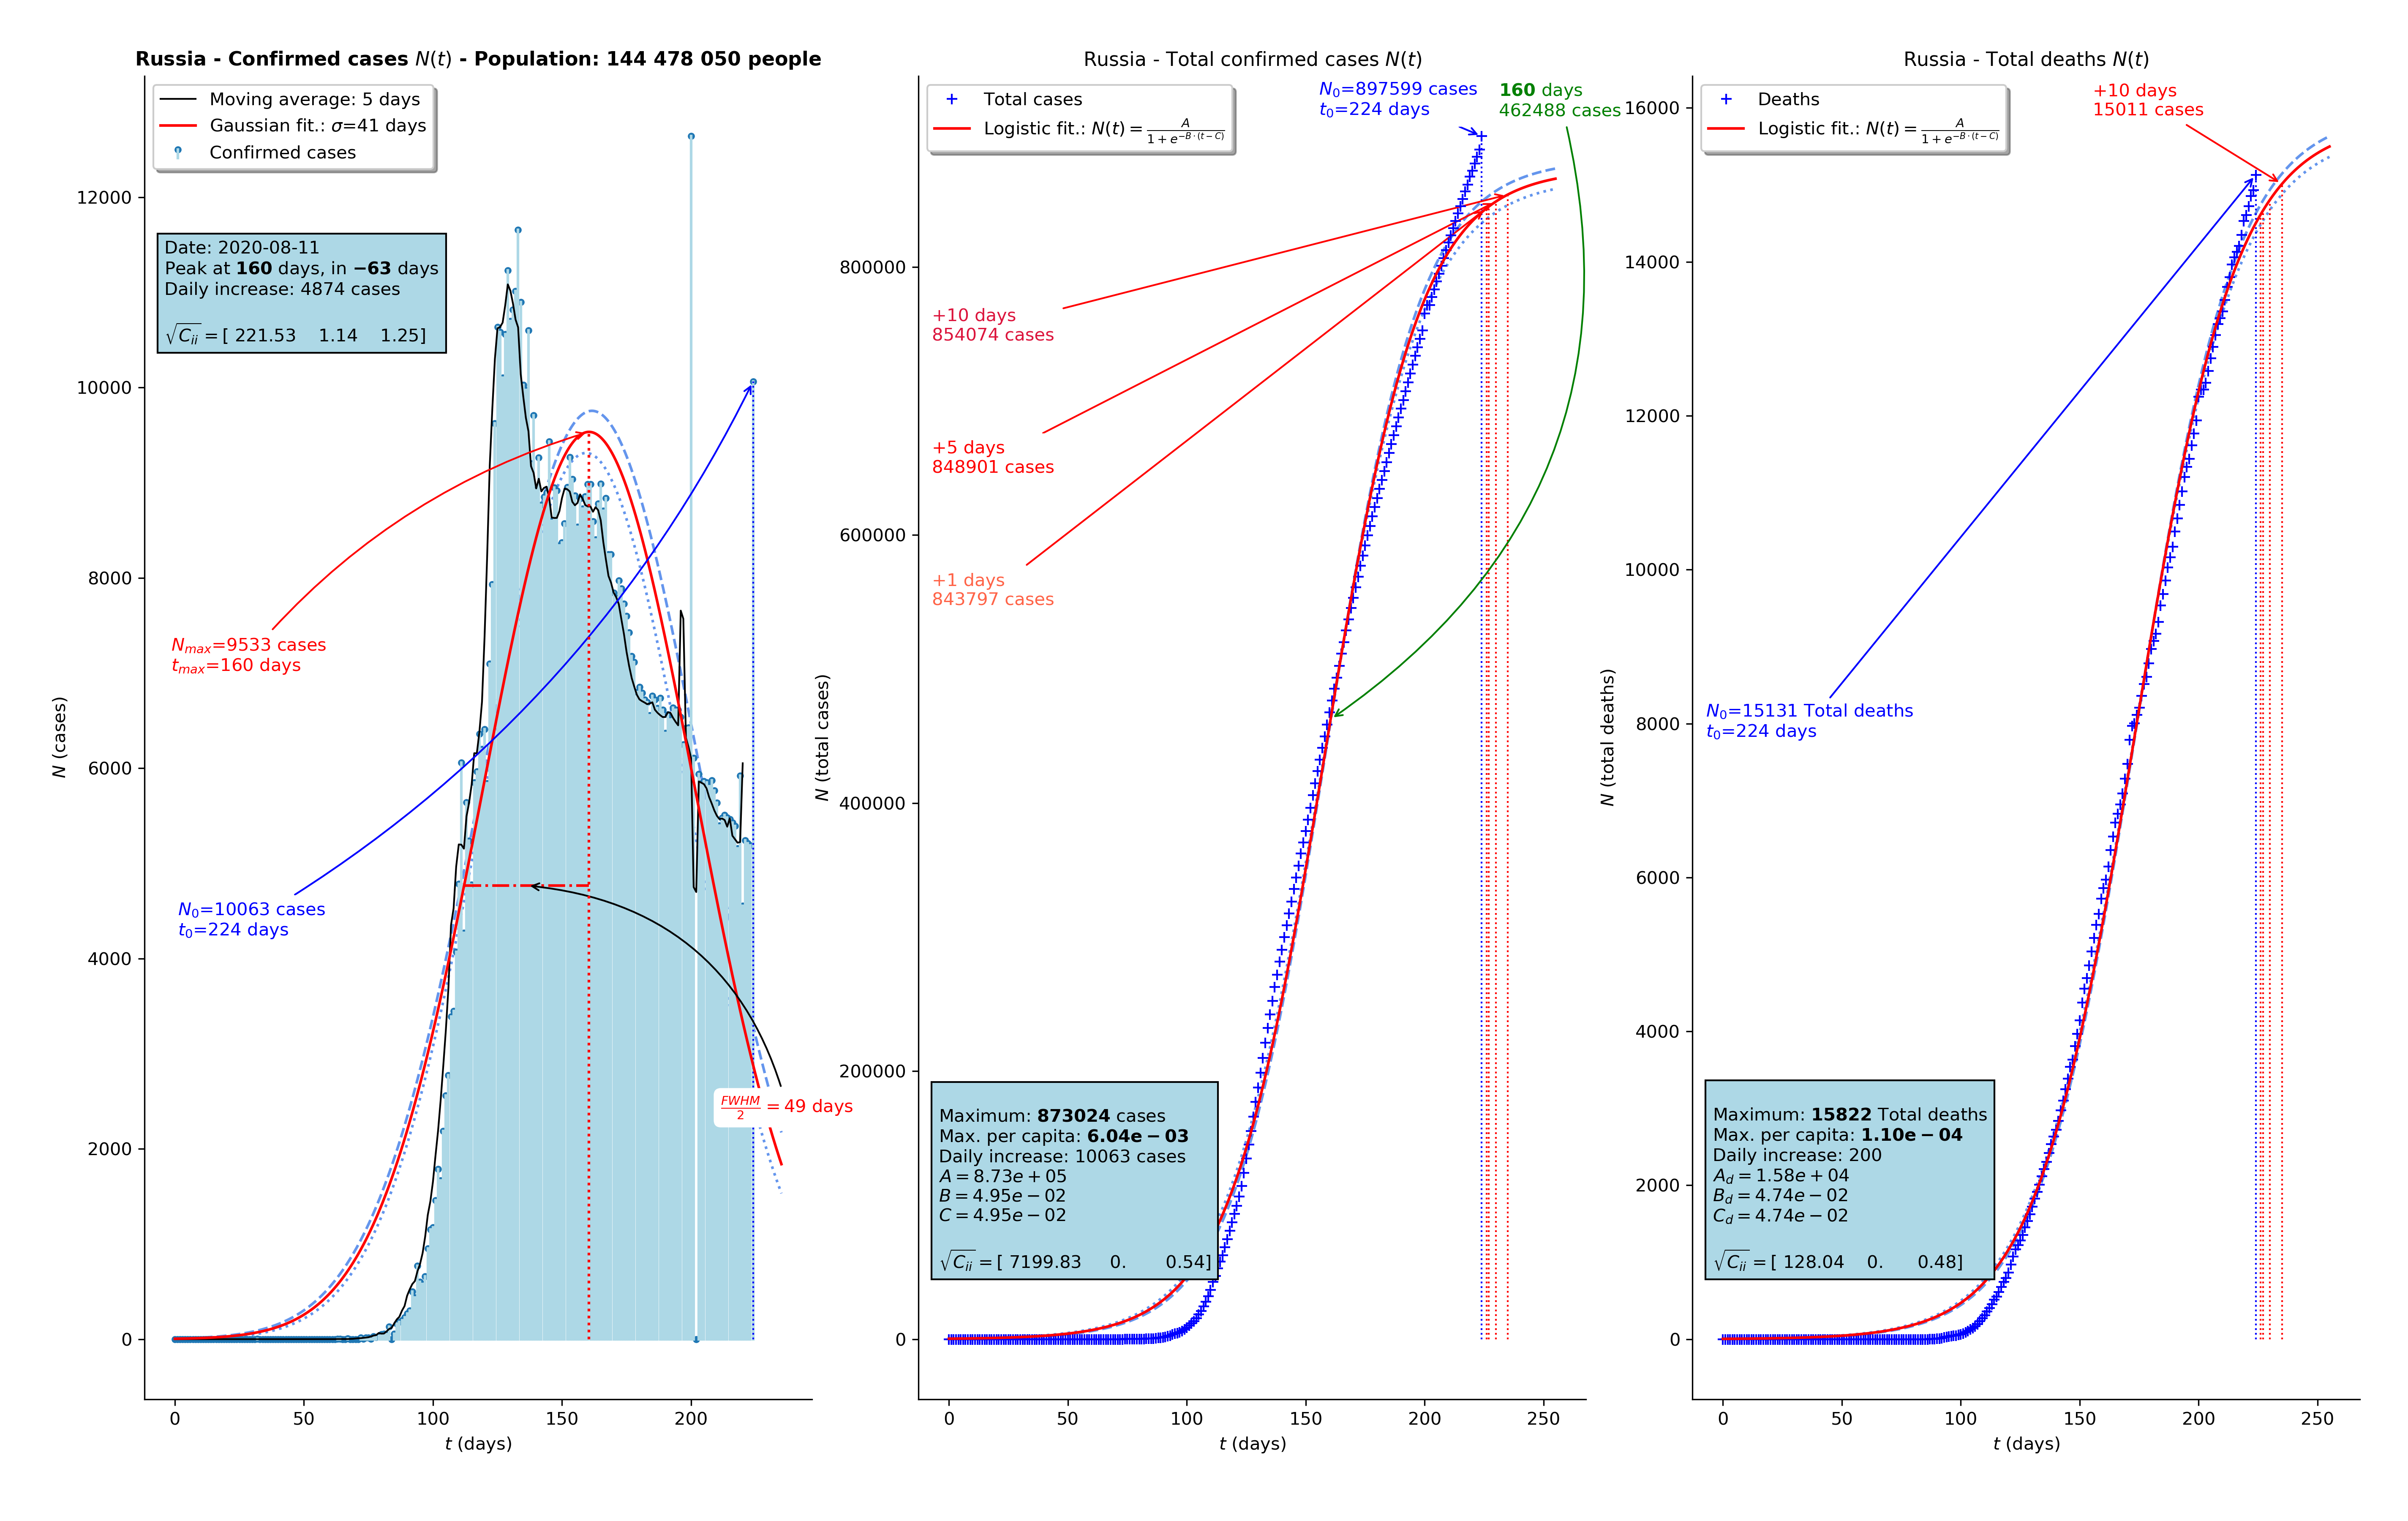 Russia - Confirmed cases N(t) - Population: 144 478 050 people
Moving average: 5 days
Gaussian fit.: σ=41 days
Confirmed cases
Date: 2020-08-11
Peak at 160 days, in −63 days
Daily increase: 4874 cases
√C_ii = [ 221.53 1.14 1.25]
N_max=9533 cases
t_max=160 days
N_0=10063 cases
t_0=224 days
FWHM/2 = 49 days
N (cases)
12000
10000
8000
6000
4000
2000
0
0 50 100 150 200
t (days)
Russia - Total confirmed cases N(t)
Total cases
Logistic fit.: N(t) = A/(1 + e^{−B·(t−C)})
N_0=897599 cases
t_0=224 days
160 days
462488 cases
+10 days
854074 cases
+5 days
848901 cases
+1 days
843797 cases
Maximum: 873024 cases
Max. per capita: 6.04e − 03
Daily increase: 10063 cases
A = 8.73e + 05
B = 4.95e − 02
C = 4.95e − 02
√C_ii = [ 7199.83 0. 0.54]
N (total cases)
800000
600000
400000
200000
0
0 50 100 150 200 250
t (days)
Russia - Total deaths N(t)
Deaths
Logistic fit.: N(t) = A/(1 + e^{−B·(t−C)})
+10 days
15011 cases
N_0=15131 Total deaths
t_0=224 days
Maximum: 15822 Total deaths
Max. per capita: 1.10e − 04
Daily increase: 200
A_d = 1.58e + 04
B_d = 4.74e − 02
C_d = 4.74e − 02
√C_ii = [ 128.04 0. 0.48]
N (total deaths)
16000
14000
12000
10000
8000
6000
4000
2000
0
0 50 100 150 200 250
t (days)